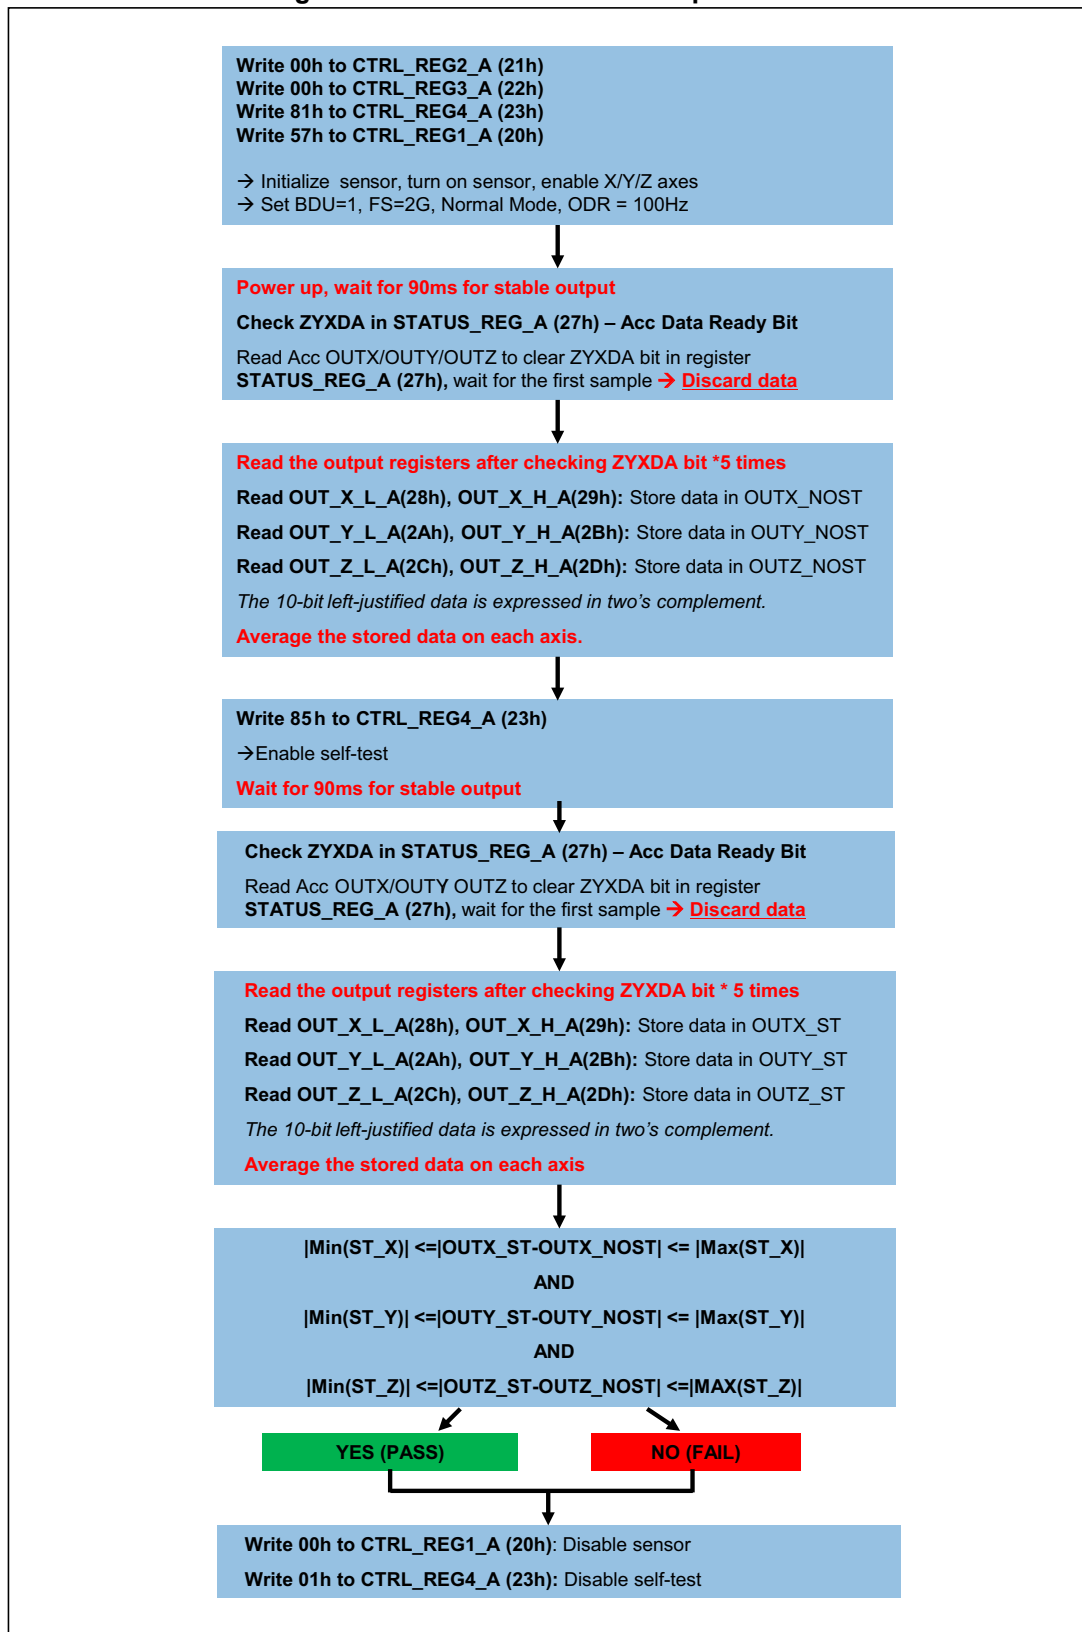 Write 00h to CTRL_REG2_A (21h)
Write 00h to CTRL_REG3_A (22h)
Write 81h to CTRL_REG4_A (23h)
Write 57h to CTRL_REG1_A (20h)
→ Initialize sensor, turn on sensor, enable X/Y/Z axes
→ Set BDU=1, FS=2G, Normal Mode, ODR = 100Hz
Power up, wait for 90ms for stable output
Check ZYXDA in STATUS_REG_A (27h) – Acc Data Ready Bit
Read Acc OUTX/OUTY/OUTZ to clear ZYXDA bit in register
STATUS_REG_A (27h), wait for the first sample → Discard data
Read the output registers after checking ZYXDA bit *5 times
Read OUT_X_L_A(28h), OUT_X_H_A(29h): Store data in OUTX_NOST
Read OUT_Y_L_A(2Ah), OUT_Y_H_A(2Bh): Store data in OUTY_NOST
Read OUT_Z_L_A(2Ch), OUT_Z_H_A(2Dh): Store data in OUTZ_NOST
The 10-bit left-justified data is expressed in two's complement.
Average the stored data on each axis.
Write 85h to CTRL_REG4_A (23h)
→Enable self-test
Wait for 90ms for stable output
Check ZYXDA in STATUS_REG_A (27h) – Acc Data Ready Bit
Read Acc OUTX/OUTY OUTZ to clear ZYXDA bit in register
STATUS_REG_A (27h), wait for the first sample → Discard data
Read the output registers after checking ZYXDA bit * 5 times
Read OUT_X_L_A(28h), OUT_X_H_A(29h): Store data in OUTX_ST
Read OUT_Y_L_A(2Ah), OUT_Y_H_A(2Bh): Store data in OUTY_ST
Read OUT_Z_L_A(2Ch), OUT_Z_H_A(2Dh): Store data in OUTZ_ST
The 10-bit left-justified data is expressed in two's complement.
Average the stored data on each axis
|Min(ST_X)| <=|OUTX_ST-OUTX_NOST| <= |Max(ST_X)|
AND
|Min(ST_Y)| <=|OUTY_ST-OUTY_NOST| <= |Max(ST_Y)|
AND
|Min(ST_Z)| <=|OUTZ_ST-OUTZ_NOST| <=|MAX(ST_Z)|
YES (PASS)
NO (FAIL)
Write 00h to CTRL_REG1_A (20h): Disable sensor
Write 01h to CTRL_REG4_A (23h): Disable self-test